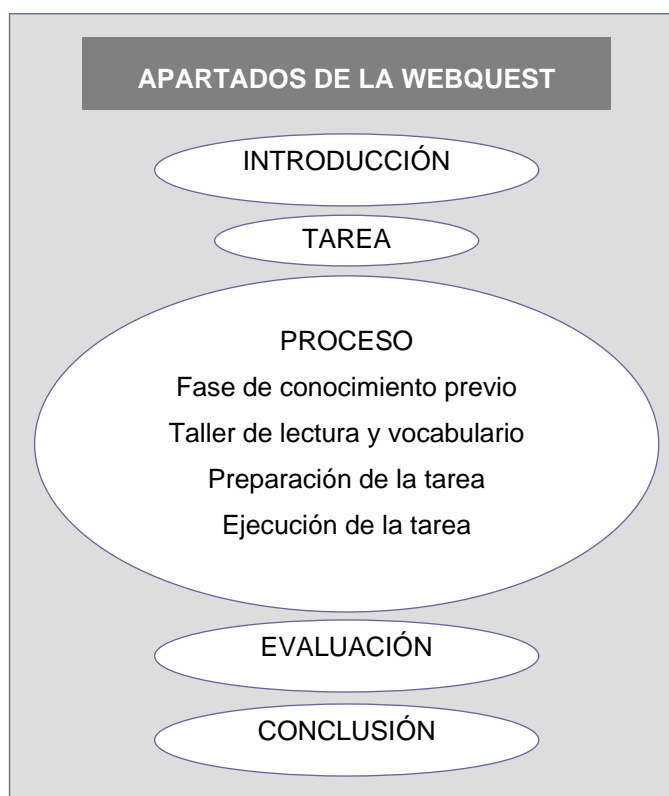 APARTADOS DE LA WEBQUEST
INTRODUCCIÓN
TAREA
PROCESO
Fase de conocimiento previo
Taller de lectura y vocabulario
Preparación de la tarea
Ejecución de la tarea
EVALUACIÓN
CONCLUSIÓN